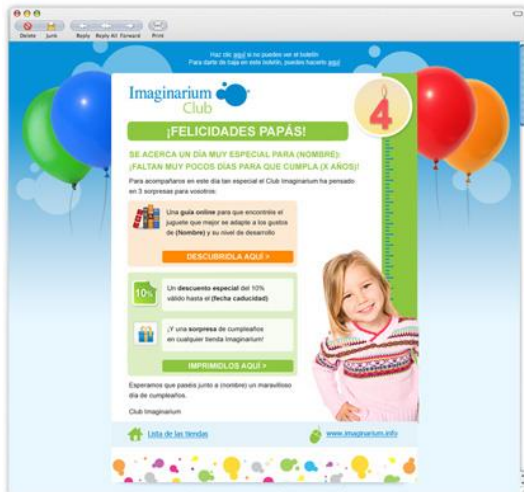 Delete Junk Reply Reply All Forward Print
Haz clic aquí si no puedes ver el boletín
Para darte de baja en este boletín, puedes hacerlo aquí
Imaginarium
Club
4
¡FELICIDADES PAPÁS!
SE ACERCA UN DÍA MUY ESPECIAL PARA (NOMBRE):
¡FALTAN MUY POCOS DÍAS PARA QUE CUMPLA (X AÑOS)!
Para acompañaros en este día tan especial el Club Imaginarium ha pensado
en 3 sorpresas para vosotros:
Una guía online para que encontréis el
juguete que mejor se adapte a los gustos
de (Nombre) y su nivel de desarrollo
DESCUBRIDLA AQUÍ >
10%
Un descuento especial del 10%
válido hasta el (fecha caducidad)
¡Y una sorpresa de cumpleaños
en cualquier tienda Imaginarium!
IMPRIMIDLOS AQUÍ >
Esperamos que paséis junto a (nombre) un maravilloso
día de cumpleaños.
Club Imaginarium
Lista de las tiendas
www.imaginarium.info